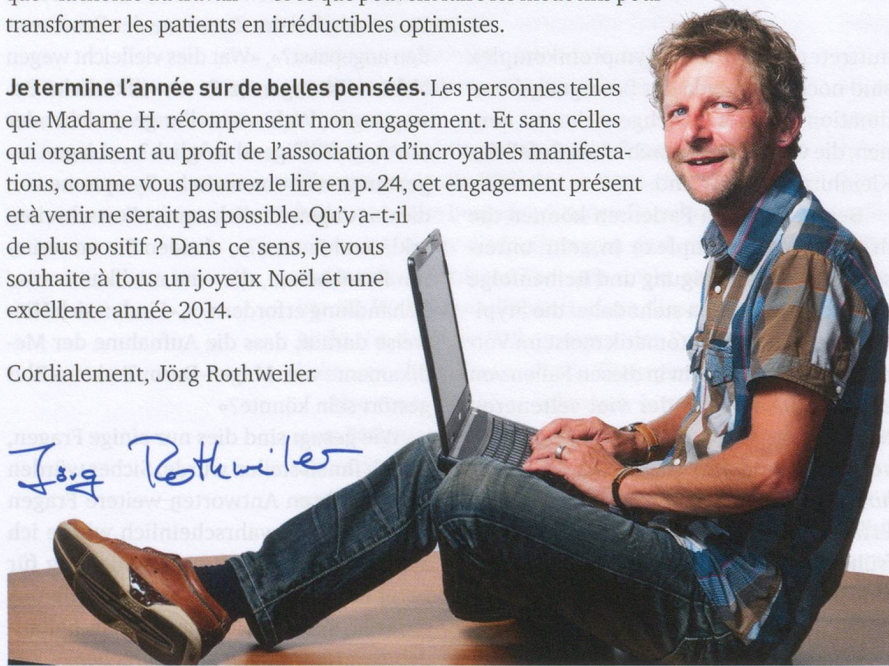 transformer les patients en irréductibles optimistes.
Je termine l'année sur de belles pensées. Les personnes telles
que Madame H. récompensent mon engagement. Et sans celles
qui organisent au profit de l'association d'incroyables manifesta-
tions, comme vous pourrez le lire en p. 24, cet engagement présent
et à venir ne serait pas possible. Qu'y a-t-il
de plus positif ? Dans ce sens, je vous
souhaite à tous un joyeux Noël et une
excellente année 2014.
Cordialement, Jörg Rothweiler
Jörg Rothweiler